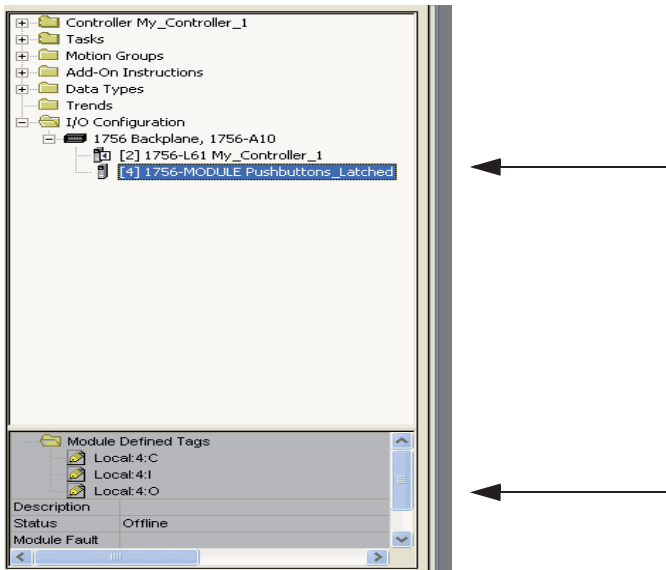 Controller My_Controller_1
Tasks
Motion Groups
Add-On Instructions
Data Types
Trends
I/O Configuration
1756 Backplane, 1756-A10
[2] 1756-L61 My_Controller_1
[4] 1756-MODULE Pushbuttons_Latched
Module Defined Tags
Local:4:C
Local:4:I
Local:4:O
Description
Status Offline
Module Fault